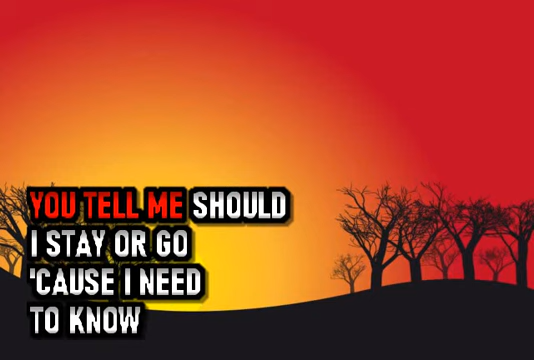 YOU TELL ME SHOULD
I STAY OR GO
'CAUSE I NEED
TO KNOW